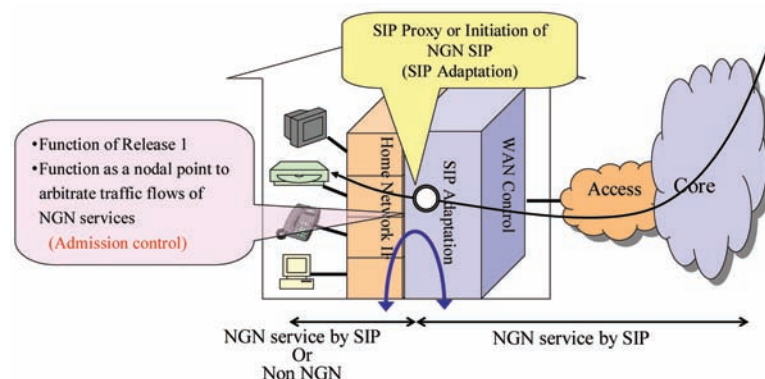 SIP Proxy or Initiation of
NGN SIP
(SIP Adaptation)
•Function of Release 1
•Function as a nodal point to
arbitrate traffic flows of
NGN services
(Admission control)
Home Network IF
SIP Adaptation
WAN Control
Access
Core
NGN service by SIP
Or
Non NGN
NGN service by SIP